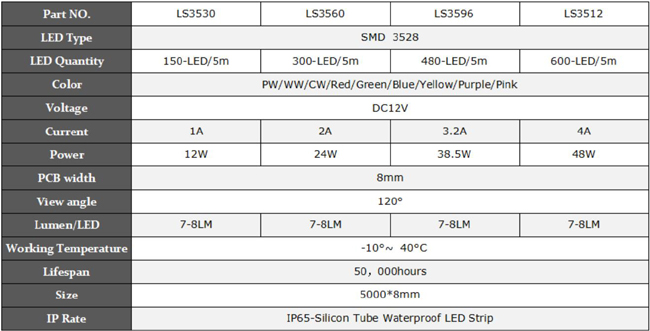 Part NO. LS3530 LS3560 LS3596 LS3512
LED Type SMD 3528
LED Quantity 150-LED/5m 300-LED/5m 480-LED/5m 600-LED/5m
Color PW/WW/CW/Red/Green/Blue/Yellow/Purple/Pink
Voltage DC12V
Current 1A 2A 3.2A 4A
Power 12W 24W 38.5W 48W
PCB width 8mm
View angle 120°
Lumen/LED 7-8LM 7-8LM 7-8LM 7-8LM
Working Temperature -10°~ 40°C
Lifespan 50，000hours
Size 5000*8mm
IP Rate IP65-Silicon Tube Waterproof LED Strip